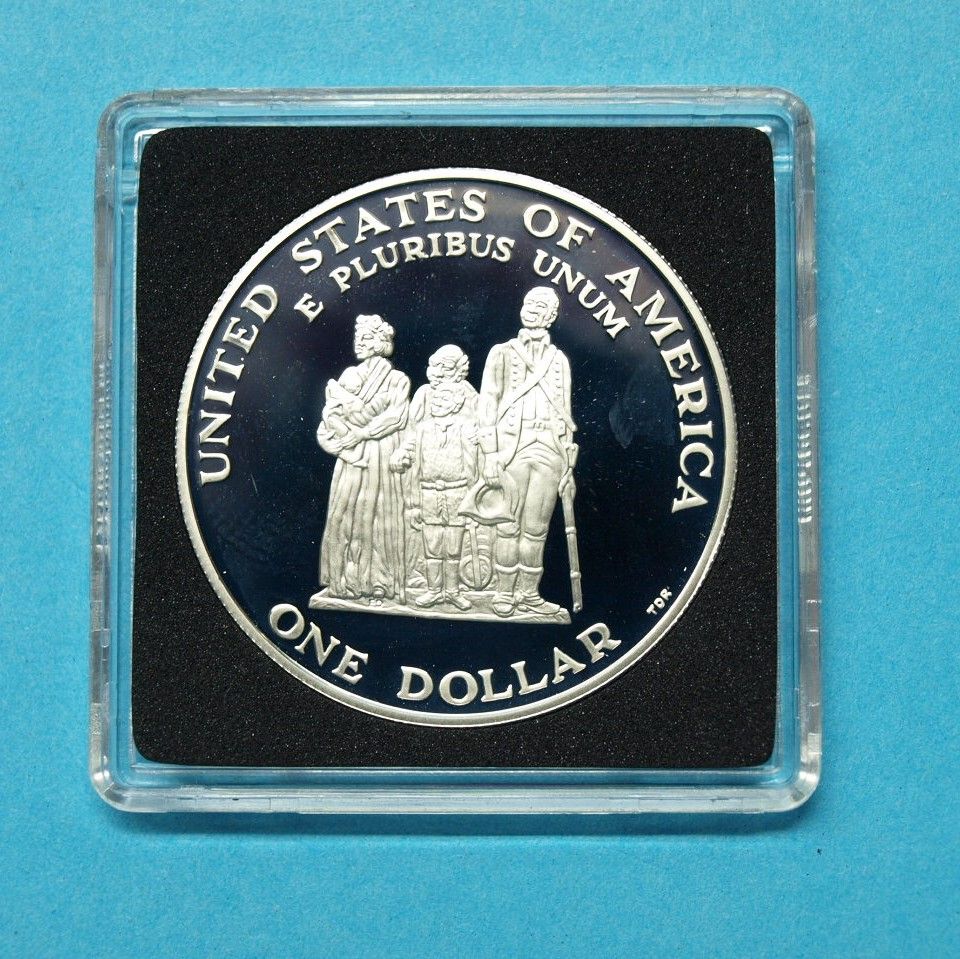 UNITED STATES OF AMERICA
E PLURIBUS UNUM
TDR
ONE DOLLAR